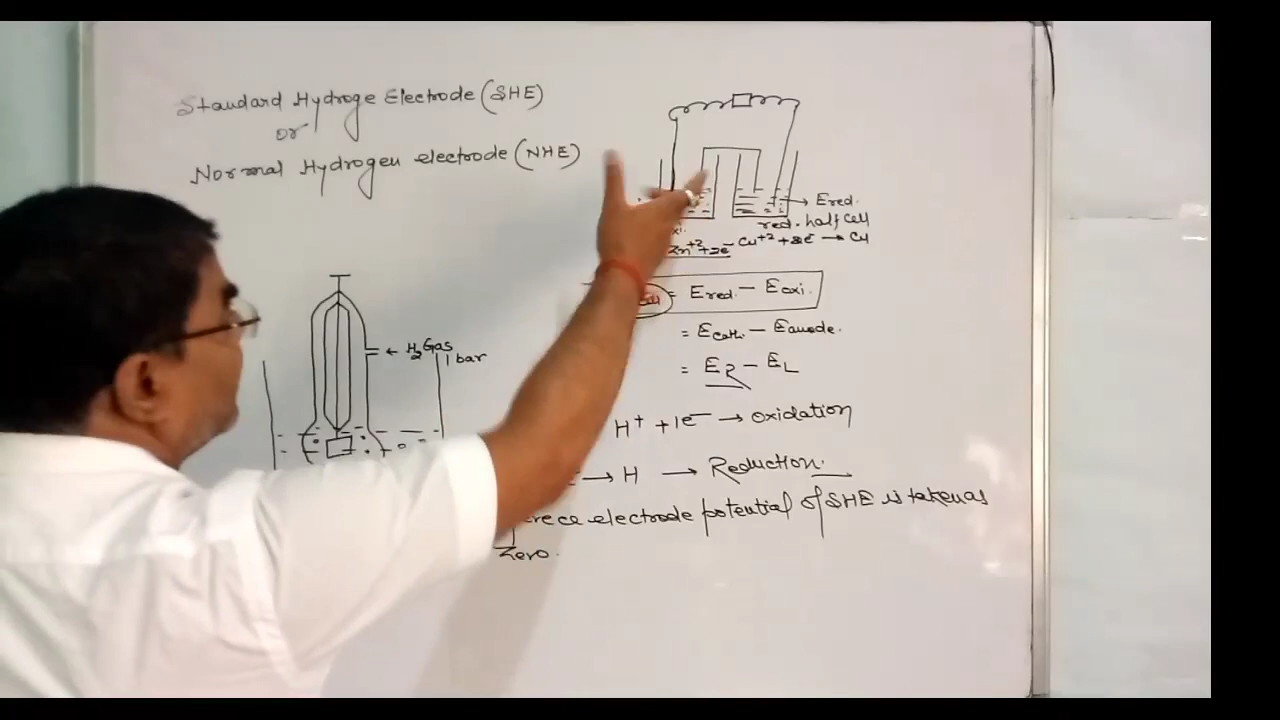 Standard Hydroge Electrode (SHE)
or
Normal Hydrogen electrode (NHE)
H2 Gas
1 bar
Ered.
red. half cell
Zn+2 + 2e- Cu+2 + 2e- → Cu
= Ered. - Eoxi.
= Ecath. - Eanode.
= ER - EL
H+ + 1e- → Oxidation
→ H → Reduction.
electrode potential of SHE is taken as
Zero.